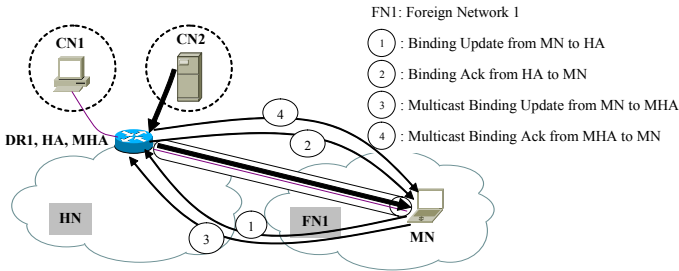 FN1: Foreign Network 1
CN1
CN2
1 : Binding Update from MN to HA
2 : Binding Ack from HA to MN
3 : Multicast Binding Update from MN to MHA
4 : Multicast Binding Ack from MHA to MN
4
DR1, HA, MHA
2
HN
FN1
1
3
MN